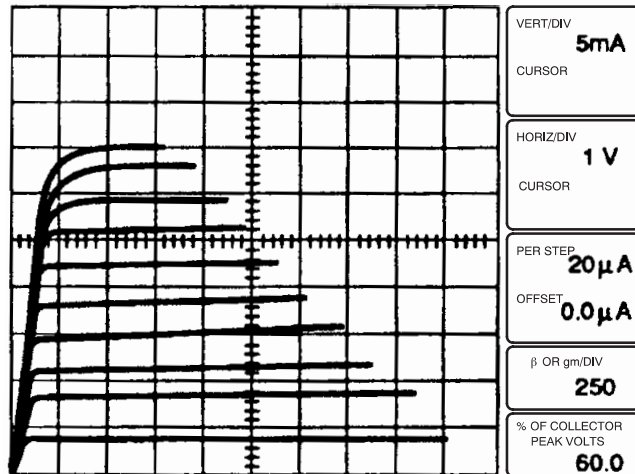 VERT/DIV
5mA
CURSOR
HORIZ/DIV
1 V
CURSOR
PER STEP
20µA
OFFSET
0.0µA
β OR gm/DIV
250
% OF COLLECTOR
PEAK VOLTS
60.0